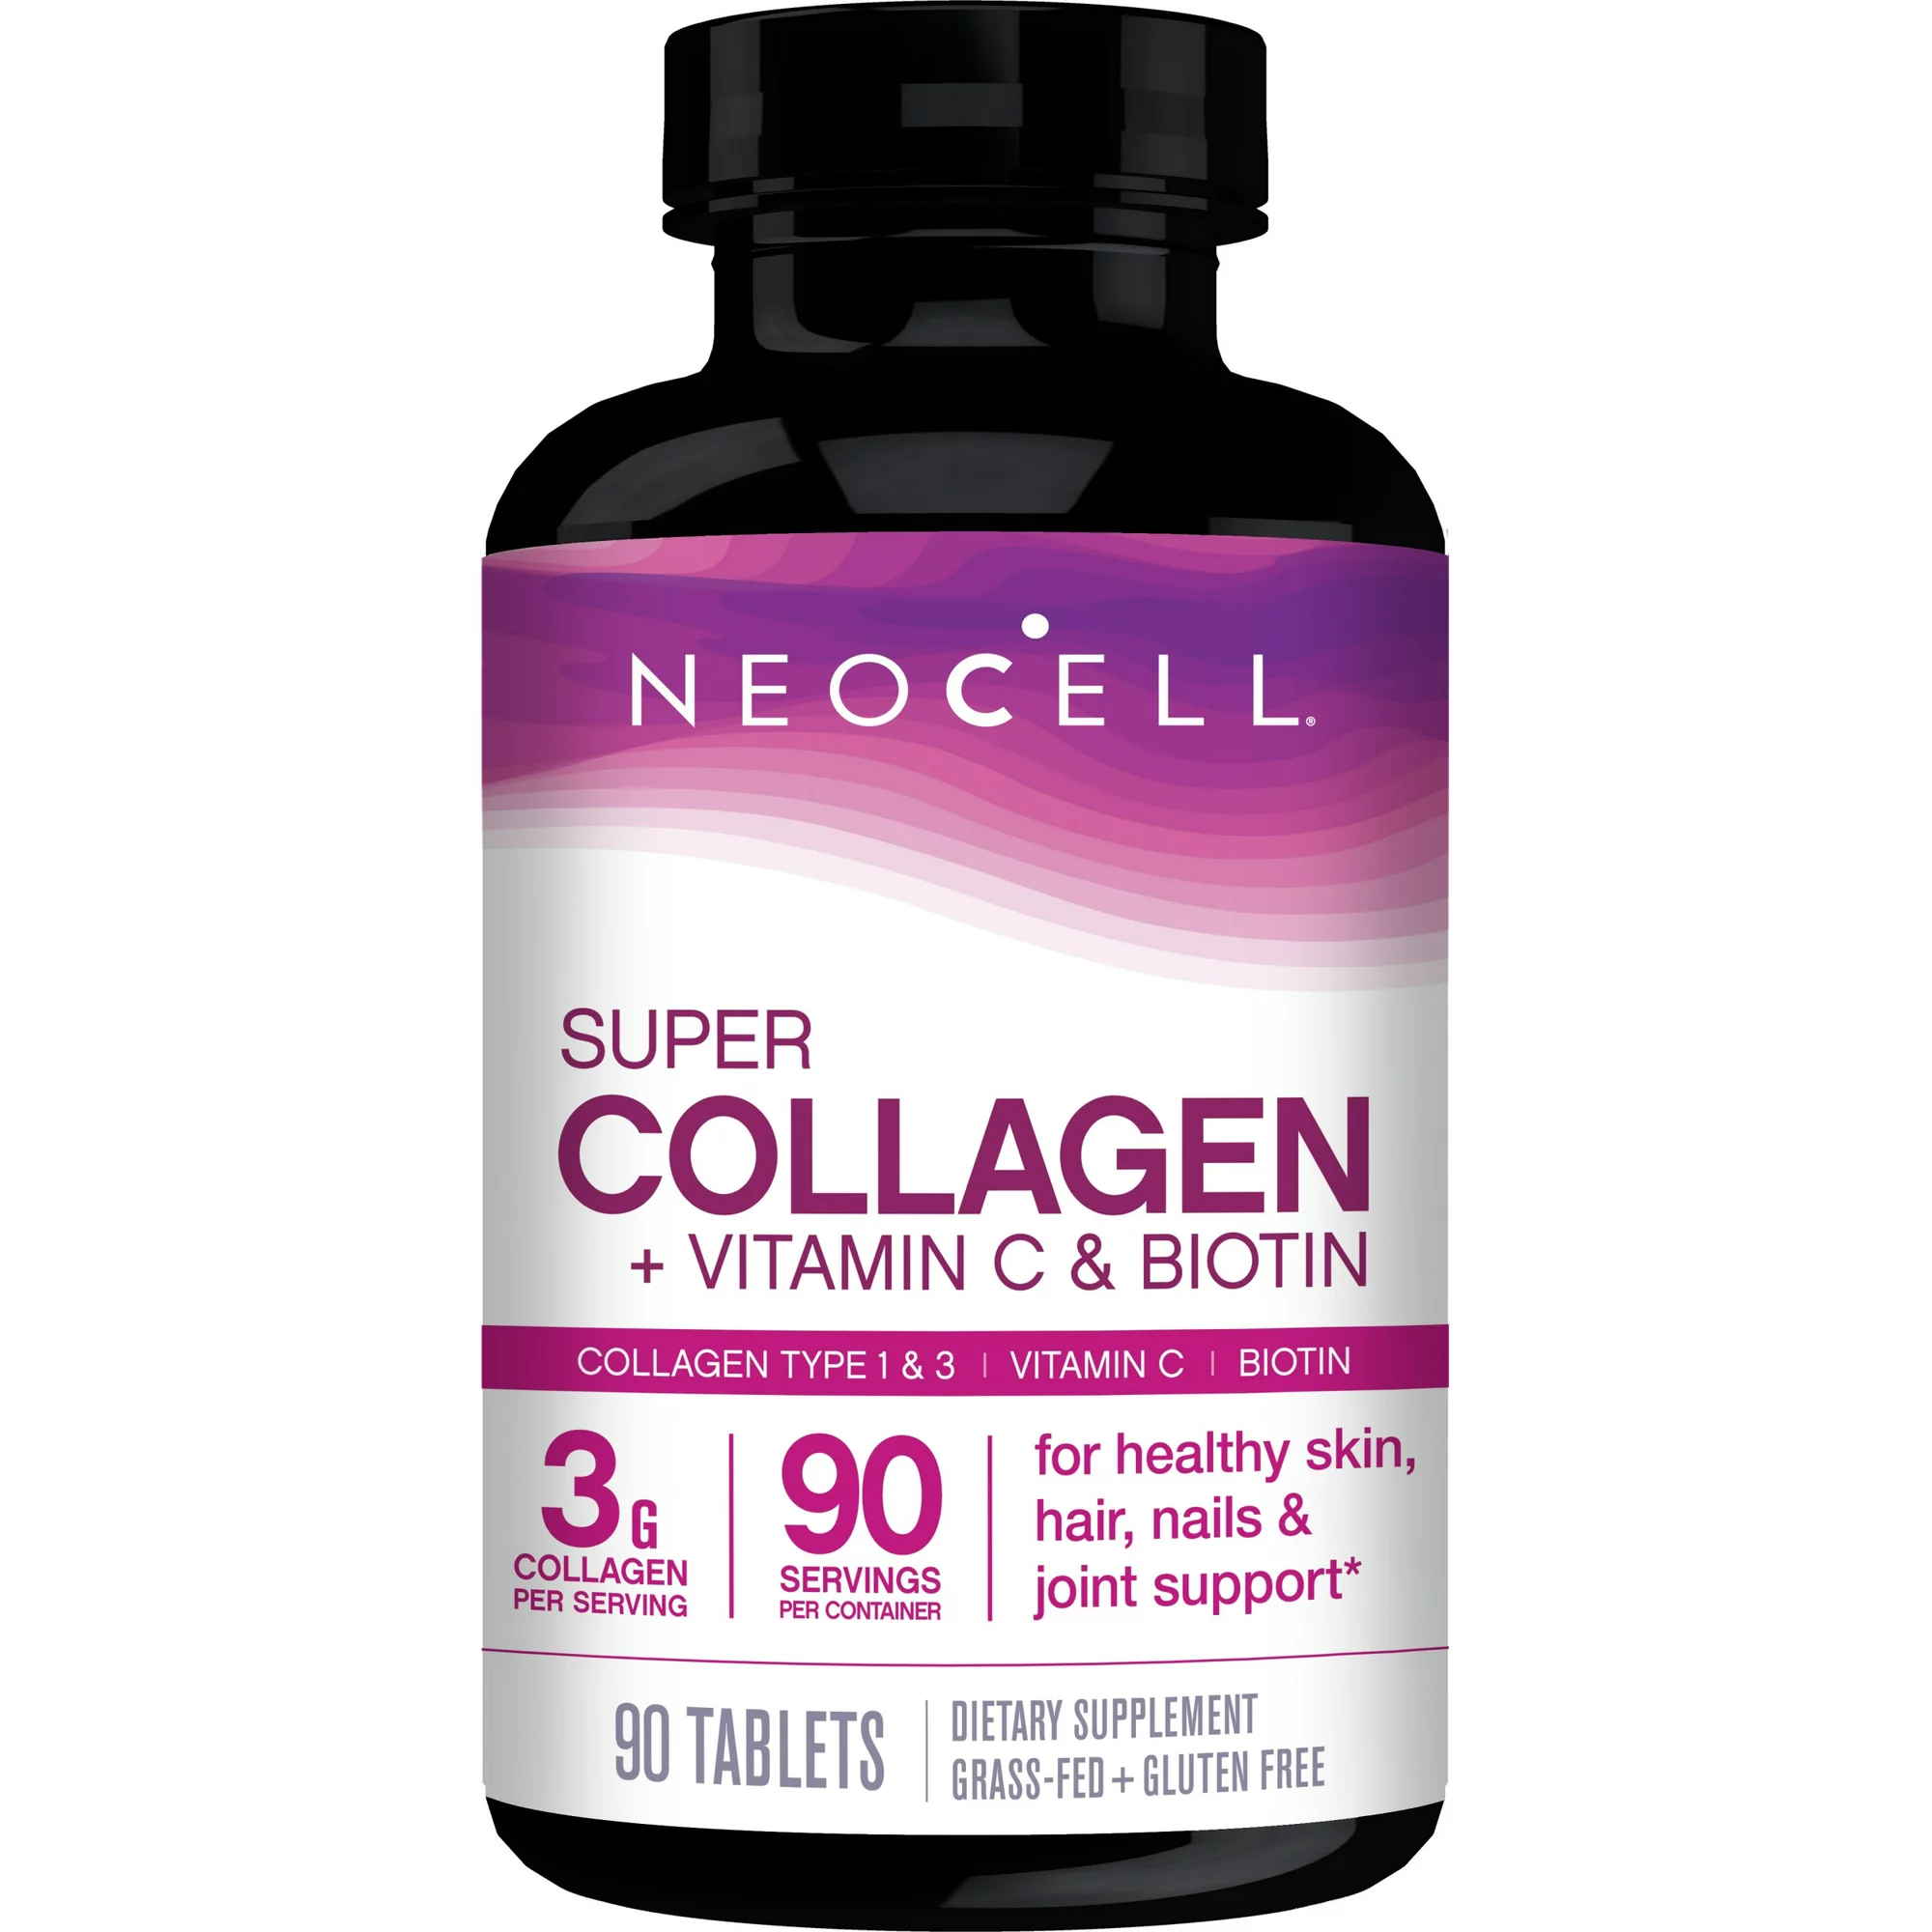 NEOCELL®
SUPER
COLLAGEN
+ VITAMIN C & BIOTIN
COLLAGEN TYPE 1 & 3 | VITAMIN C | BIOTIN
3G
COLLAGEN
PER SERVING
90
SERVINGS
PER CONTAINER
for healthy skin,
hair, nails &
joint support*
90 TABLETS
DIETARY SUPPLEMENT
GRASS-FED + GLUTEN FREE